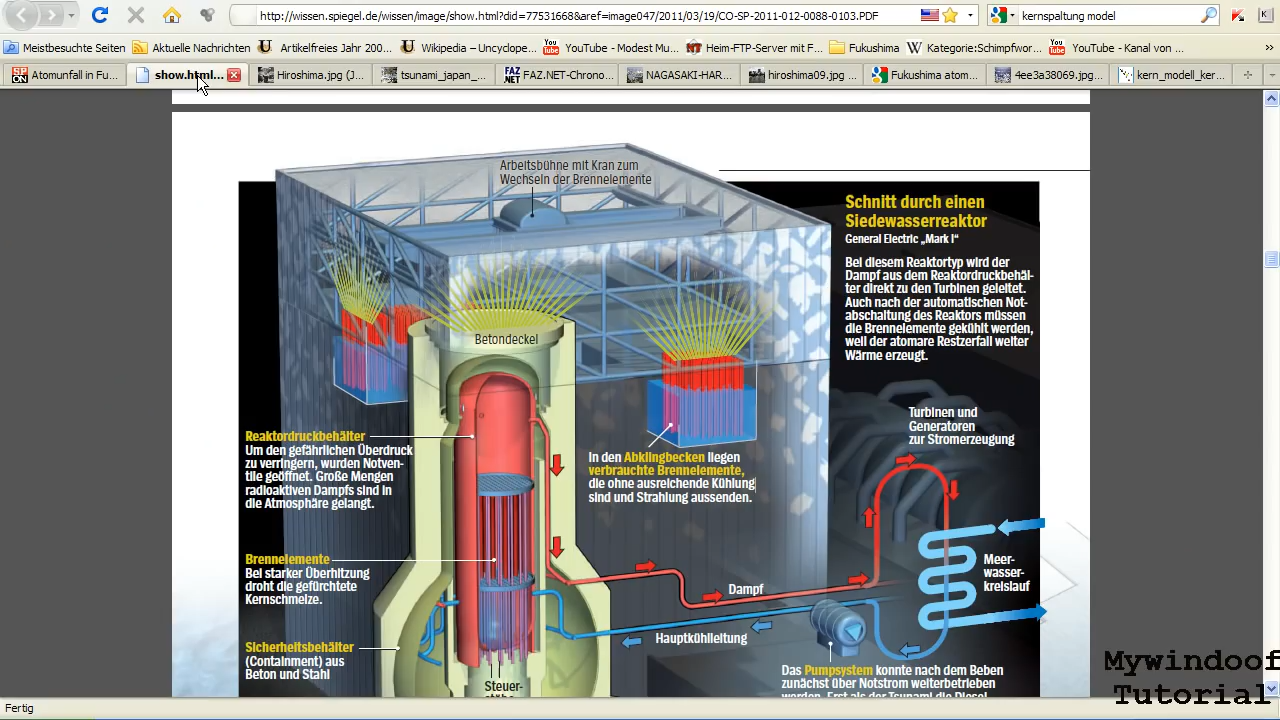 http://wissen.spiegel.de/wissen/image/show.html?did=77531668&aref=image047/2011/03/19/CO-SP-2011-012-0088-0103.PDF
kernspaltung model
Meistbesuchte Seiten
Aktuelle Nachrichten
Artikelfreies Jahr 200...
Wikipedia – Uncyclope...
YouTube - Modest Mu...
Heim-FTP-Server mit F...
Fukushima
Kategorie:Schimpfwor...
YouTube - Kanal von ...
Atomunfall in Fu...
show.html...
Hiroshima.jpg (J...
tsunami_japan_...
FAZ.NET-Chrono...
NAGASAKI-HAR...
hiroshima09.jpg ...
Fukushima atom...
4ee3a38069.jpg...
kern_modell_ker...
Arbeitsbühne mit Kran zum
Wechseln der Brennelemente
Schnitt durch einen
Siedewasserreaktor
General Electric „Mark I“
Bei diesem Reaktortyp wird der
Dampf aus dem Reaktordruckbehäl-
ter direkt zu den Turbinen geleitet.
Auch nach der automatischen Not-
abschaltung des Reaktors müssen
die Brennelemente gekühlt werden,
weil der atomare Restzerfall weiter
Wärme erzeugt.
Betondeckel
Turbinen und
Generatoren
zur Stromerzeugung
Reaktordruckbehälter
Um den gefährlichen Überdruck
zu verringern, wurden Notven-
tile geöffnet. Große Mengen
radioaktiven Dampfs sind in
die Atmosphäre gelangt.
In den Abklingbecken liegen
verbrauchte Brennelemente,
die ohne ausreichende Kühlung
sind und Strahlung aussenden.
Brennelemente
Bei starker Überhitzung
droht die gefürchtete
Kernschmelze.
Meer-
wasser-
kreislauf
Dampf
Hauptkühlleitung
Sicherheitsbehälter
(Containment) aus
Beton und Stahl
Steuer-
Das Pumpsystem konnte nach dem Beben
zunächst über Notstrom weiterbetrieben
werden. Erst als der Tsunami die Diesel
Mywindoof
Tutorial
Fertig